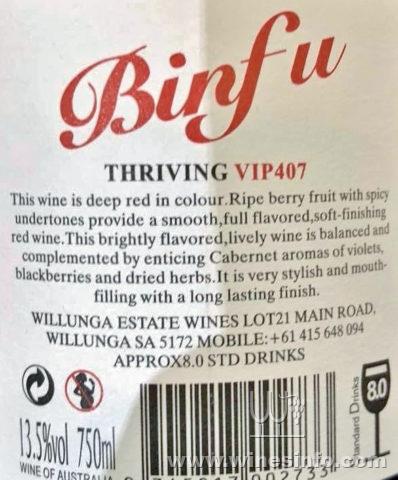 Binfu
THRIVING VIP407
This wine is deep red in colour.Ripe berry fruit with spicy
undertones provide a smooth,full flavored,soft-finishing
red wine.This brightly flavored,lively wine is balanced and
complemented by enticing Cabernet aromas of violets,
blackberries and dried herbs.It is very stylish and mouth-
filling with a long lasting finish.
WILLUNGA ESTATE WINES LOT21 MAIN ROAD,
WILLUNGA SA 5172 MOBILE:+61 415 648 094
APPROX8.0 STD DRINKS
8.0
Standard Drinks
13.5%vol 750ml
WINE OF AUSTRALIA
www.winesinfo.com